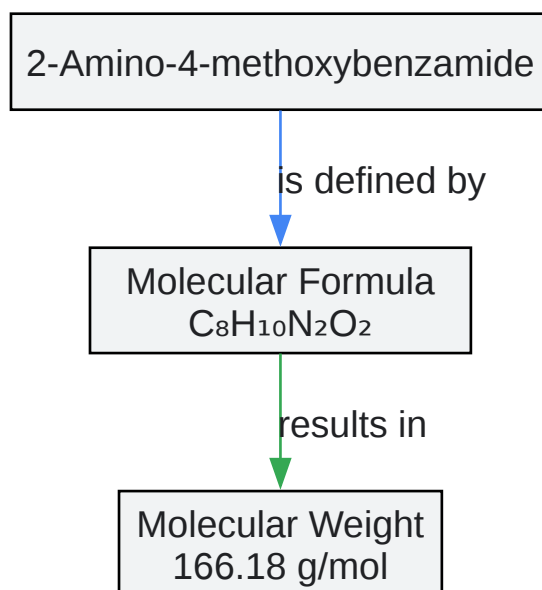 2-Amino-4-methoxybenzamide
is defined by
Molecular Formula
C₈H₁₀N₂O₂
results in
Molecular Weight
166.18 g/mol